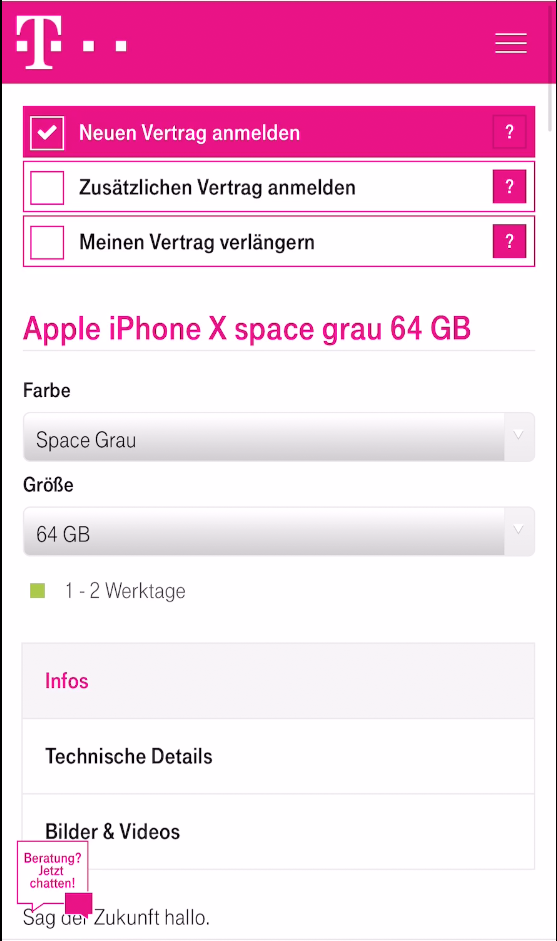 T
Neuen Vertrag anmelden ?
Zusätzlichen Vertrag anmelden ?
Meinen Vertrag verlängern ?
Apple iPhone X space grau 64 GB
Farbe
Space Grau
Größe
64 GB
1 - 2 Werktage
Infos
Technische Details
Bilder & Videos
Beratung?
Jetzt
chatten!
Sag der Zukunft hallo.